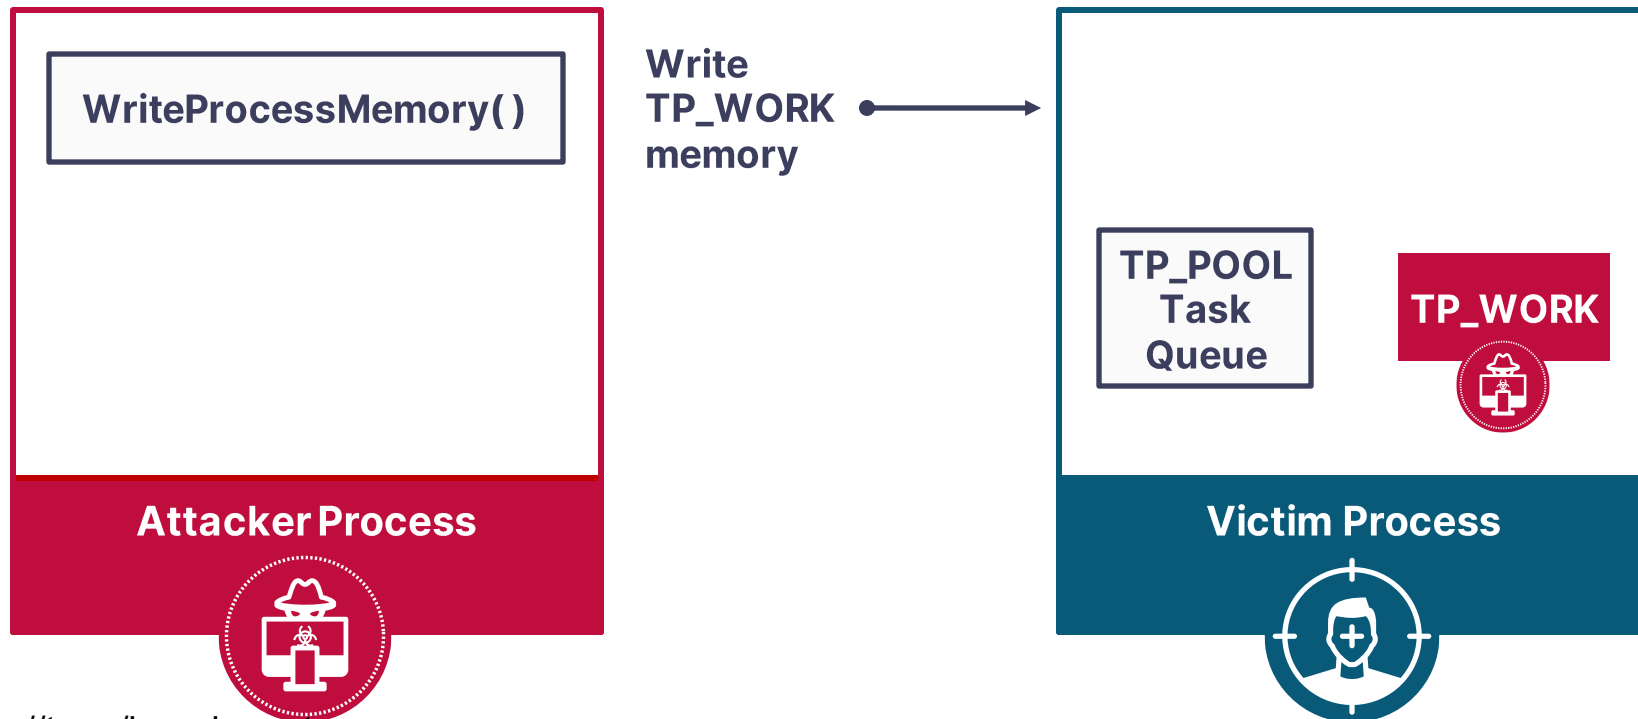 WriteProcessMemory()
Write
TP_WORK
memory
TP_POOL
Task
Queue
TP_WORK
Attacker Process
Victim Process